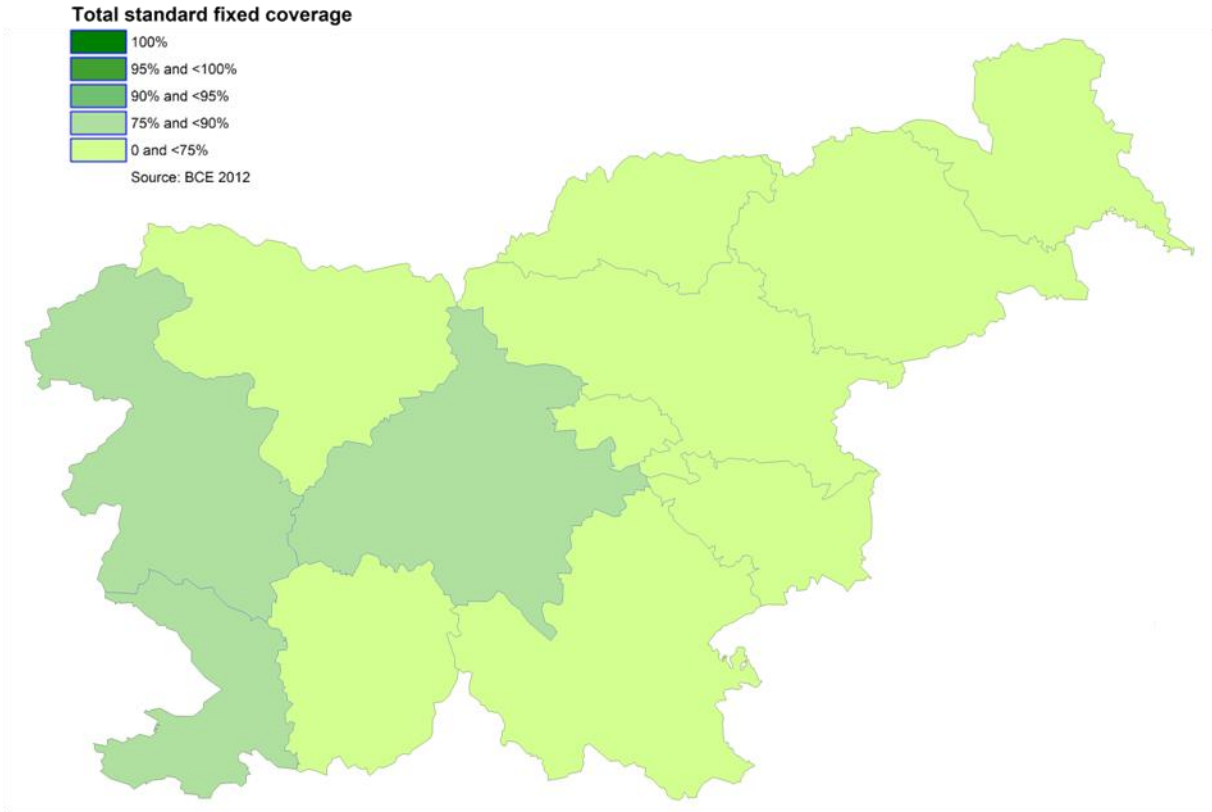 Total standard fixed coverage
100%
95% and <100%
90% and <95%
75% and <90%
0 and <75%
Source: BCE 2012